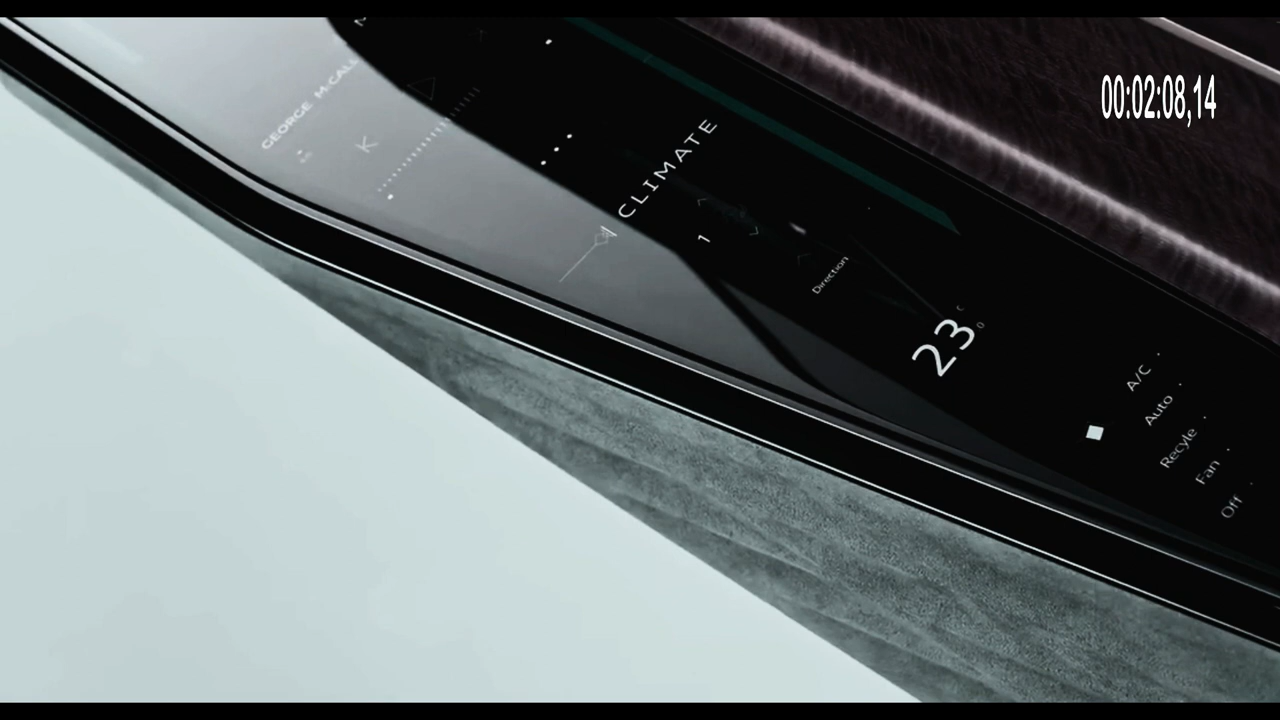 00:02:08,14
GEORGE M.CALL
K
CLIMATE
1
Direction
23
C
A/C
Auto
Recyle
Fan
Off